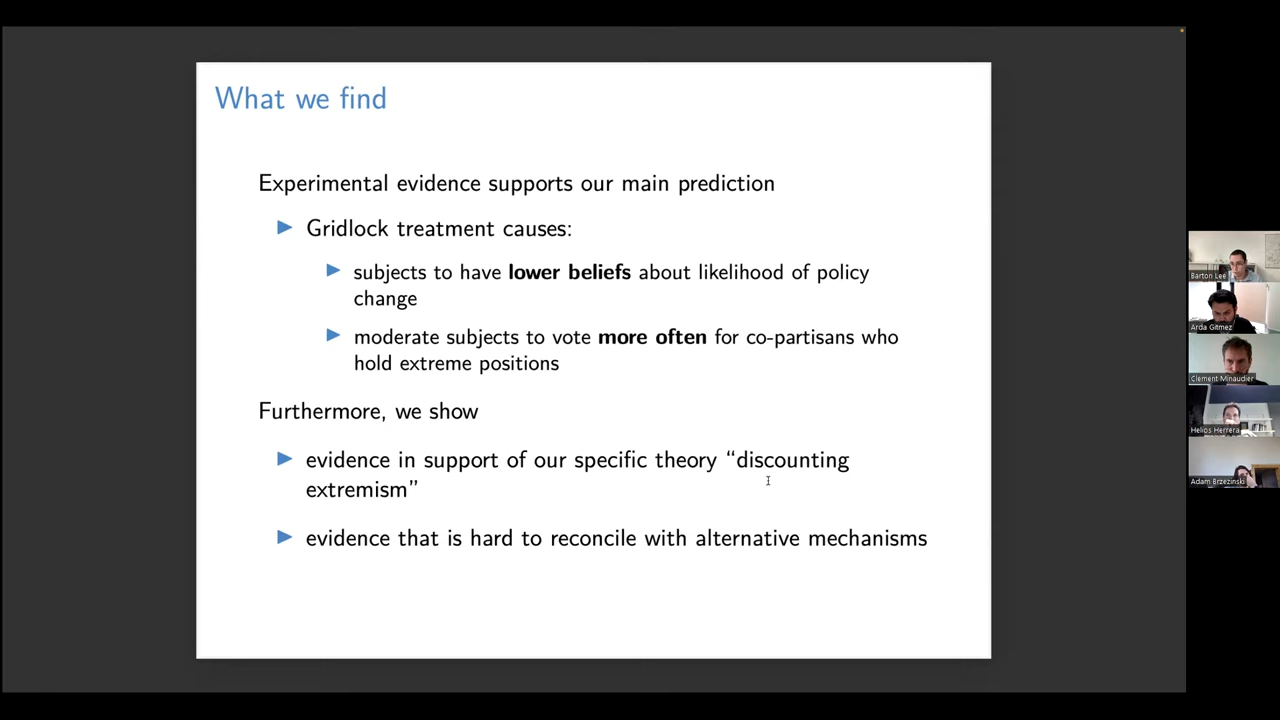 What we find
Experimental evidence supports our main prediction
Gridlock treatment causes:
subjects to have lower beliefs about likelihood of policy
change
moderate subjects to vote more often for co-partisans who
hold extreme positions
Furthermore, we show
evidence in support of our specific theory “discounting
extremism”
evidence that is hard to reconcile with alternative mechanisms
Barton Lee
Arda Gitmez
Clement Minaudier
Helios Herrera
Adam Brzezinski